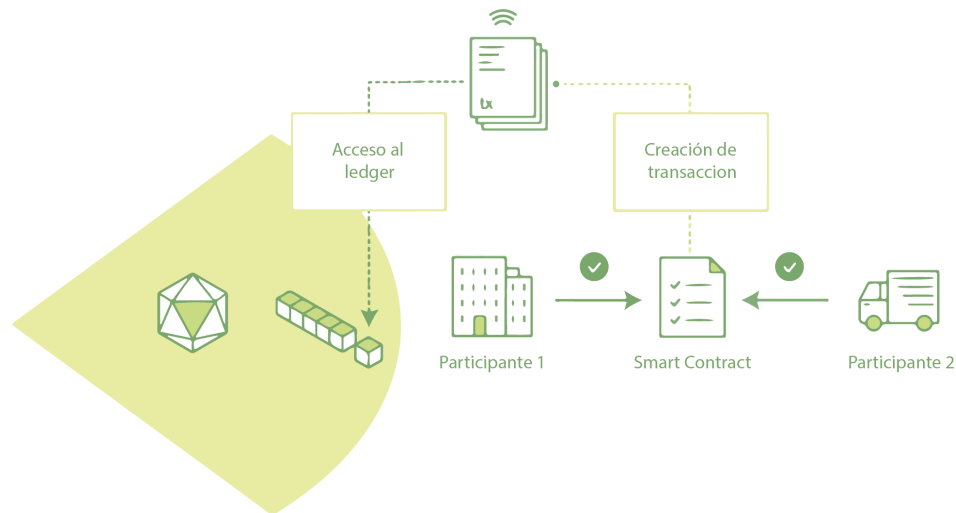 tx
Acceso al
ledger
Creación de
transaccion
Participante 1
Smart Contract
Participante 2